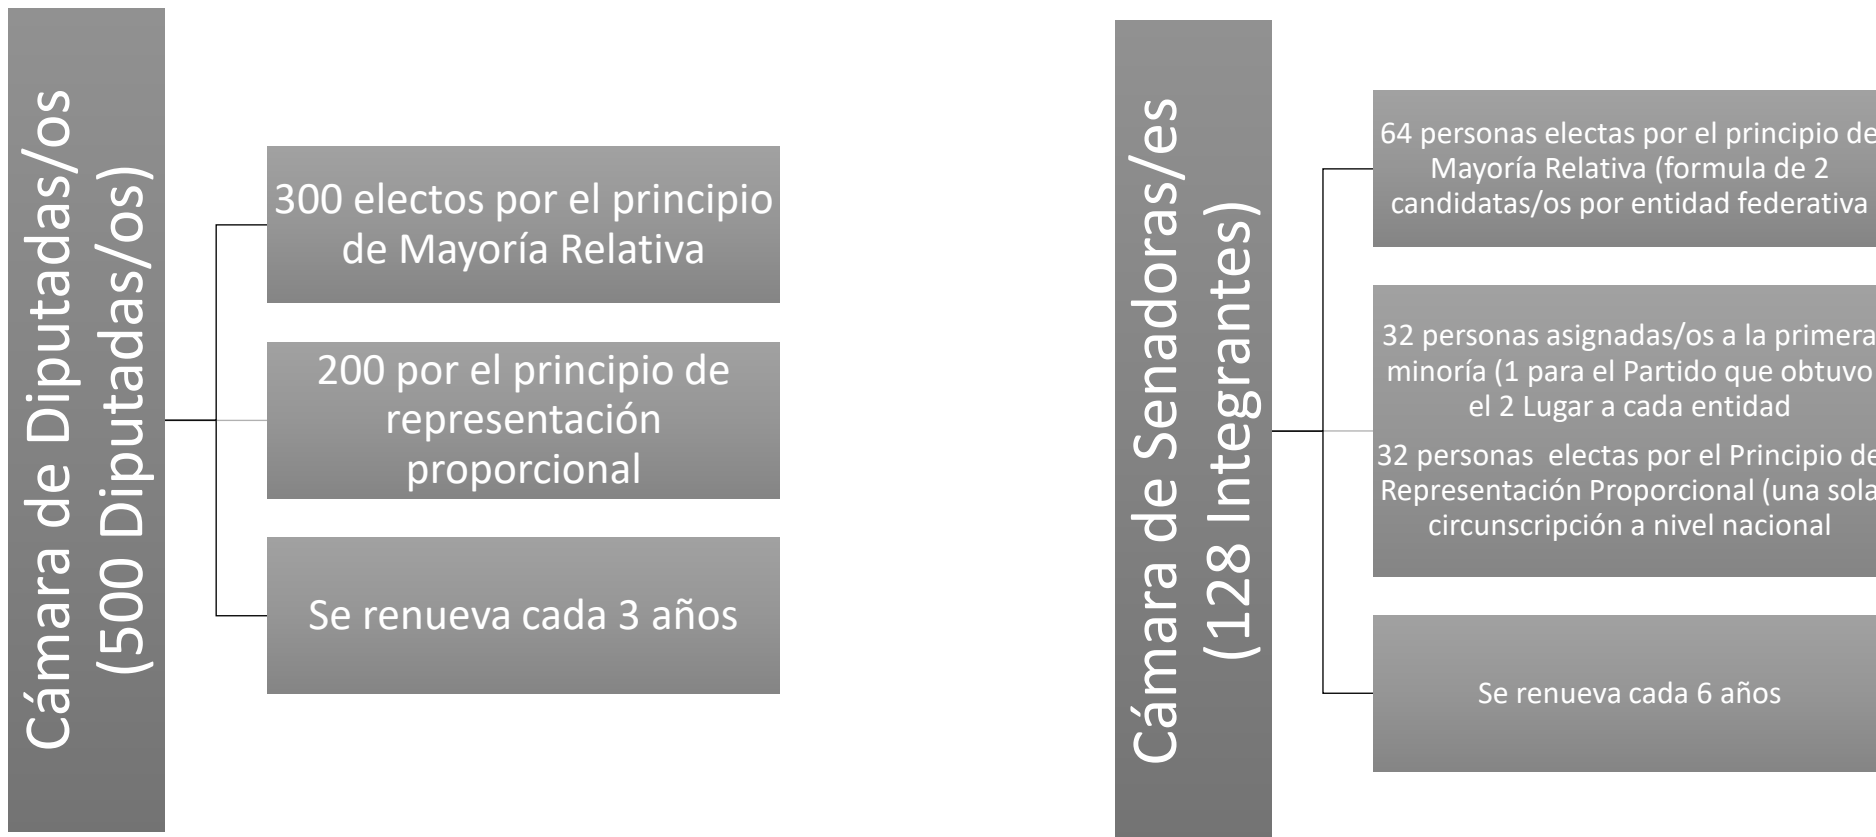 Cámara de Diputadas/os
(500 Diputadas/os)
300 electos por el principio
de Mayoría Relativa
200 por el principio de
representación
proporcional
Se renueva cada 3 años
Cámara de Senadoras/es
(128 Integrantes)
64 personas electas por el principio de
Mayoría Relativa (formula de 2
candidatas/os por entidad federativa
32 personas asignadas/os a la primera
minoría (1 para el Partido que obtuvo
el 2 Lugar a cada entidad
32 personas  electas por el Principio de
Representación Proporcional (una sola
circunscripción a nivel nacional
Se renueva cada 6 años